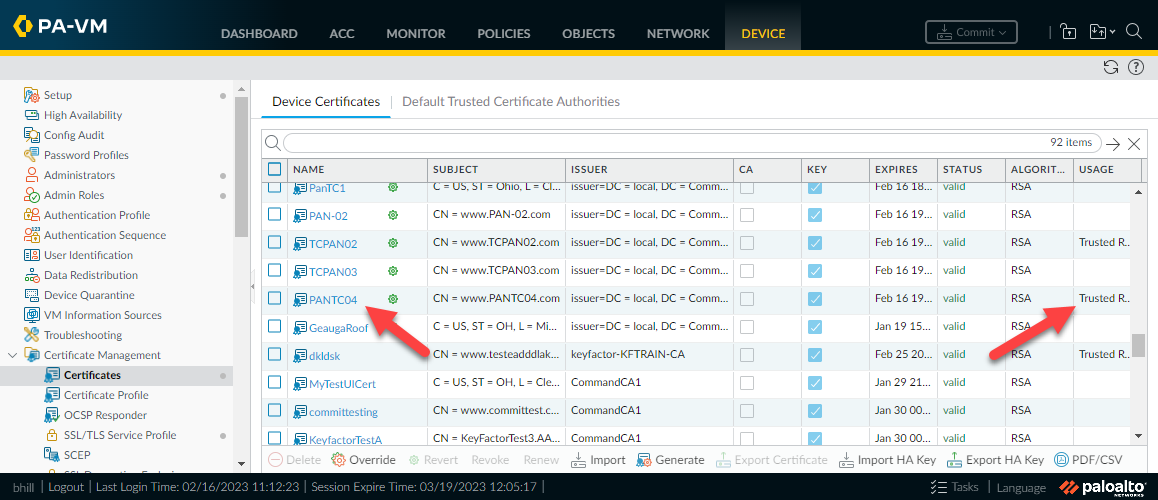 PA-VM
DASHBOARD ACC MONITOR POLICIES OBJECTS NETWORK DEVICE Commit
Setup
High Availability
Config Audit
Password Profiles
Administrators
Admin Roles
Authentication Profile
Authentication Sequence
User Identification
Data Redistribution
Device Quarantine
VM Information Sources
Troubleshooting
Certificate Management
Certificates
Certificate Profile
OCSP Responder
SSL/TLS Service Profile
SCEP
Device Certificates | Default Trusted Certificate Authorities
92 items
NAME SUBJECT ISSUER CA KEY EXPIRES STATUS ALGORIT... USAGE
PanTC1 C = US, ST = Ohio, L = Cl... issuer=DC = local, DC = Comm... Feb 16 18... valid RSA
PAN-02 CN = www.PAN-02.com issuer=DC = local, DC = Comm... Feb 16 19... valid RSA
TCPAN02 CN = www.TCPAN02.com issuer=DC = local, DC = Comm... Feb 16 19... valid RSA Trusted R...
TCPAN03 CN = www.TCPAN03.com issuer=DC = local, DC = Comm... Feb 16 19... valid RSA
PANTC04 CN = www.PANTC04.com issuer=DC = local, DC = Comm... Feb 16 19... valid RSA Trusted R...
GeaugaRoof C = US, ST = OH, L = Mi... issuer=DC = local, DC = Comm... Jan 19 15... valid RSA
dkldsk CN = www.testeadddlak... keyfactor-KFTRAIN-CA Feb 25 20... valid RSA Trusted R...
MyTestUICert C = US, ST = OH, L = Cle... CommandCA1 Jan 29 21... valid RSA
committesting CN = www.committest.c... CommandCA1 Jan 30 00... valid RSA
KeyfactorTestA CN = KeyFactorTest3.AA... CommandCA1 Jan 30 00... valid RSA
Delete Override Revert Revoke Renew Import Generate Export Certificate Import HA Key Export HA Key PDF/CSV
bhill | Logout | Last Login Time: 02/16/2023 11:12:23 | Session Expire Time: 03/19/2023 12:05:17 | Tasks | Language paloalto
NETWORKS